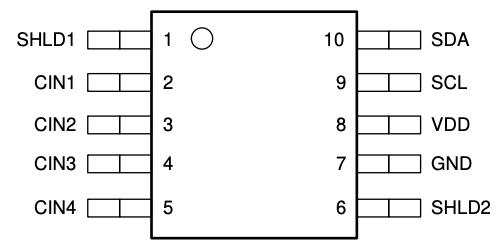 SHLD1 1 10 SDA
CIN1 2 9 SCL
CIN2 3 8 VDD
CIN3 4 7 GND
CIN4 5 6 SHLD2